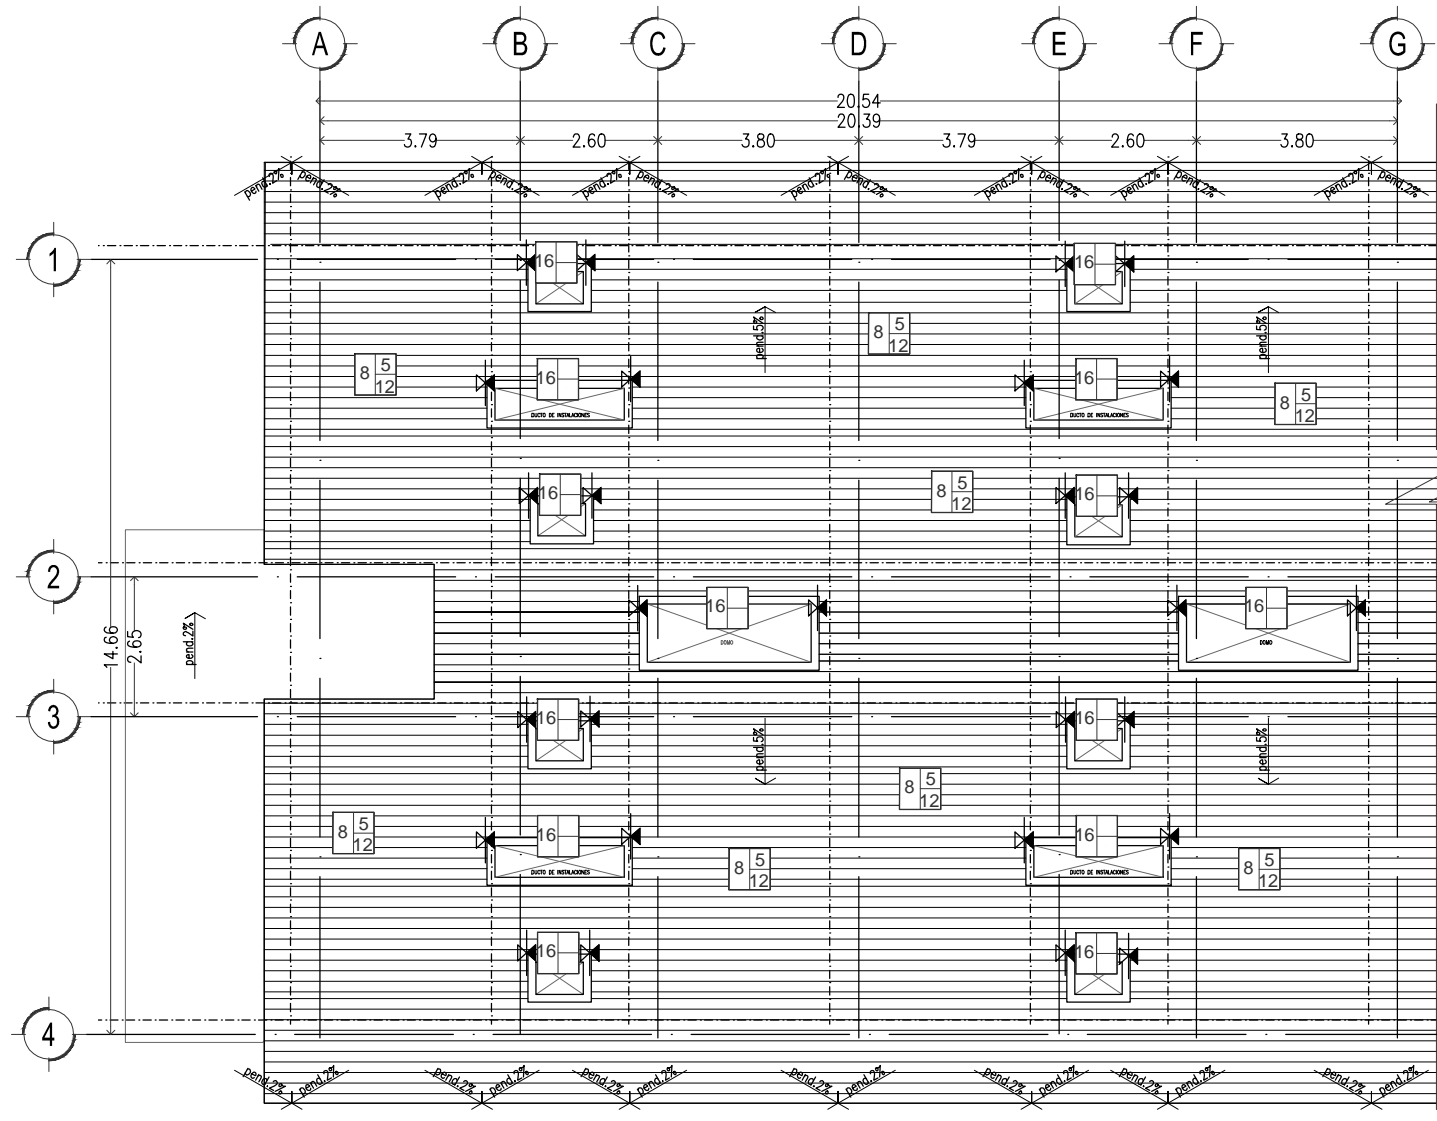 A B C D E F G
20.54
20.39
3.79 2.60 3.80 3.79 2.60 3.80
pend.2% pend.2% pend.2% pend.2% pend.2% pend.2% pend.2% pend.2% pend.2% pend.2% pend.2% pend.2% pend.2% pend.2%
1
16 16
pend.5% pend.5%
8 5 12
8 5 12
16 16
8 5 12
DUCTO DE INSTALACIONES DUCTO DE INSTALACIONES
8 5 12
16 16
2
16 16
14.66
2.65
pend.2%
DOMO DOMO
3
16 16
pend.5% pend.5%
8 5 12
8 5 12
16 16
8 5 12
8 5 12
DUCTO DE INSTALACIONES DUCTO DE INSTALACIONES
16 16
4
pend.2% pend.2% pend.2% pend.2% pend.2% pend.2% pend.2% pend.2% pend.2% pend.2% pend.2% pend.2% pend.2% pend.2%